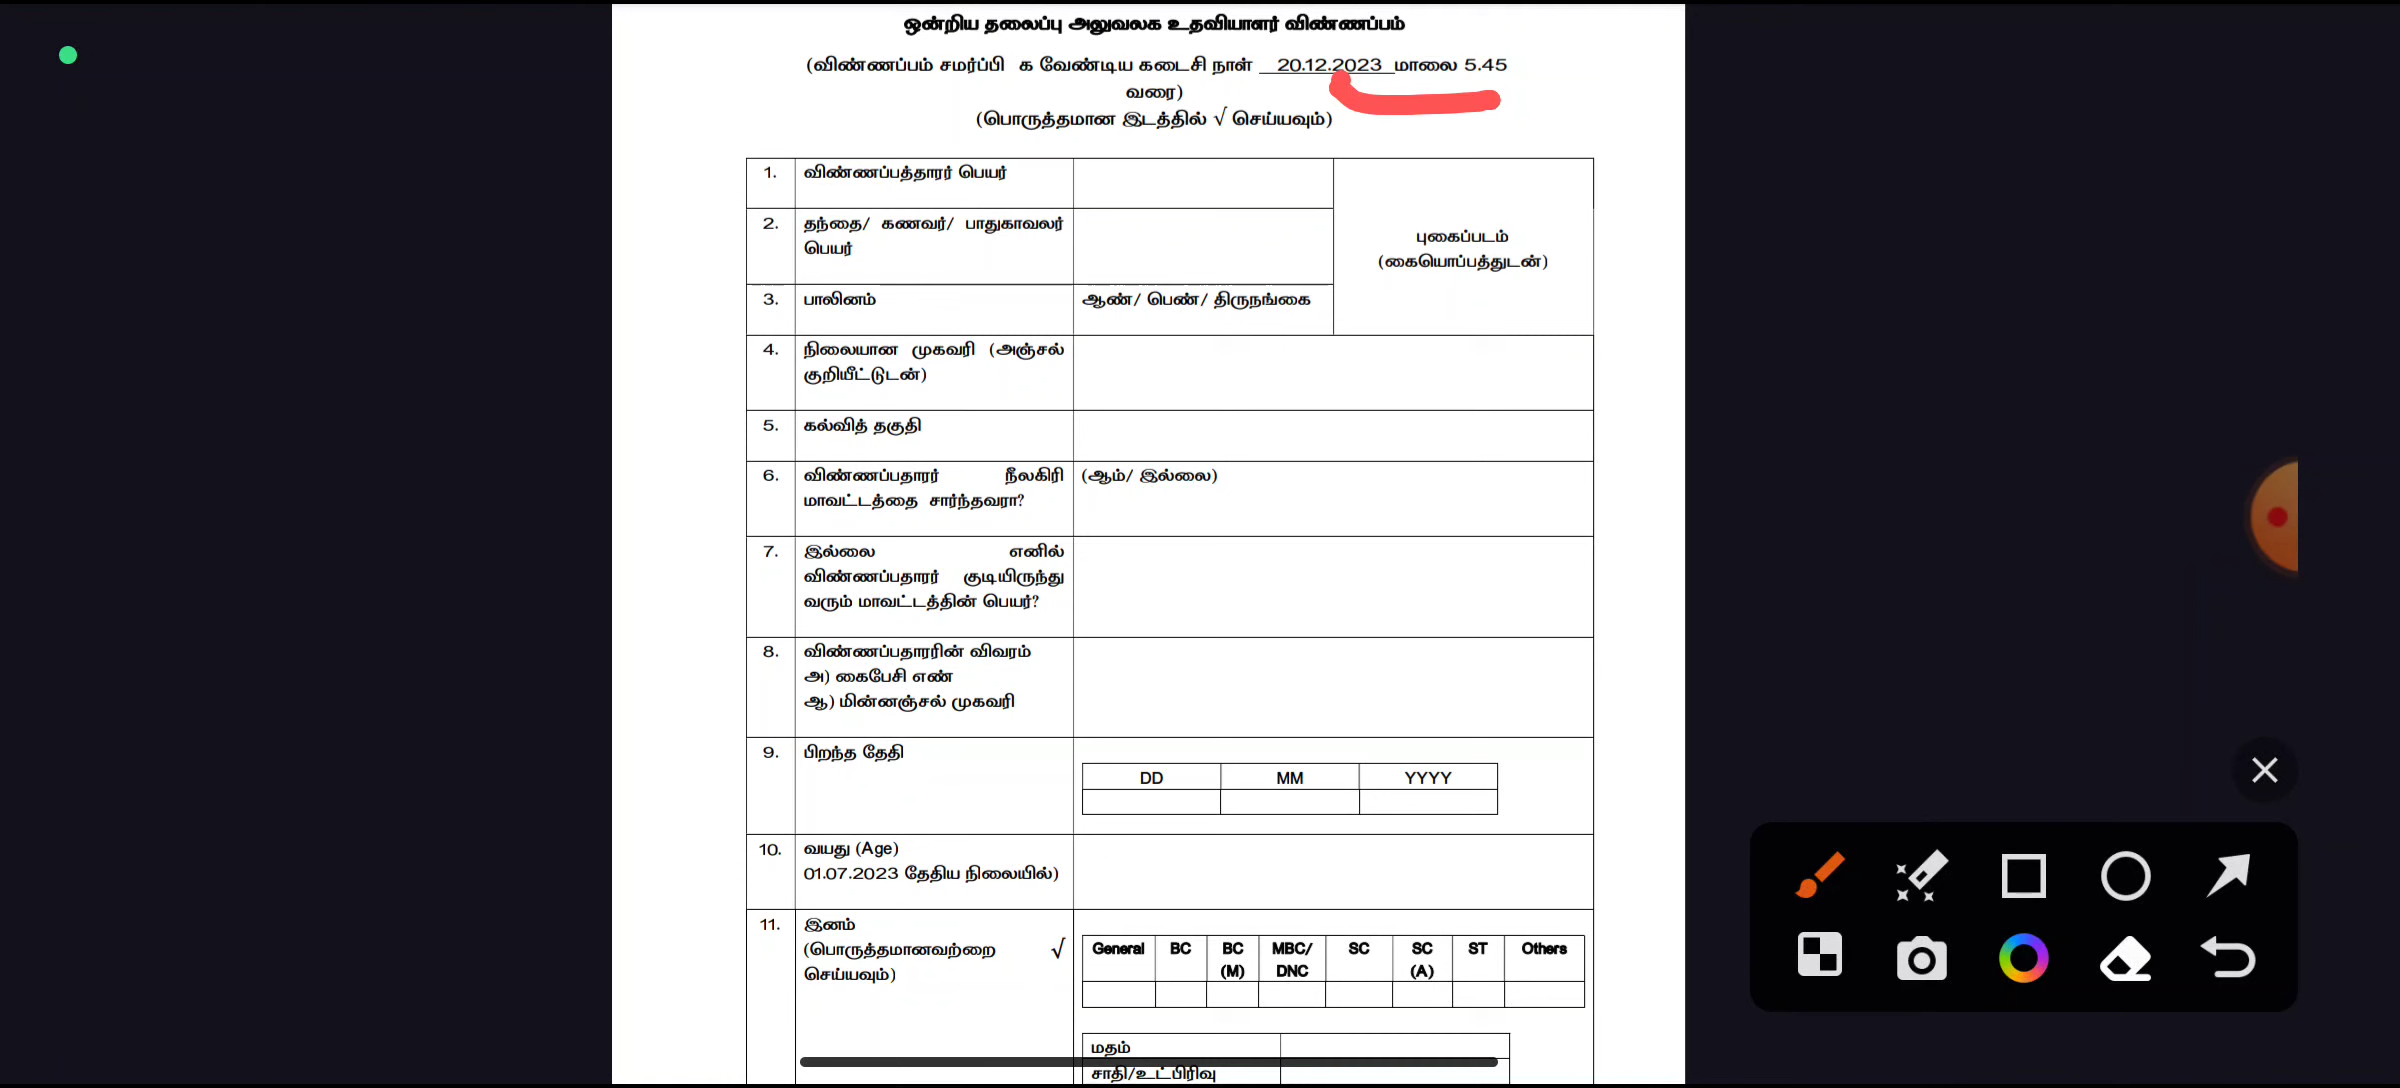 ஒன்றிய தலைப்பு அலுவலக உதவியாளர் விண்ணப்பம்
(விண்ணப்பம் சமர்ப்பி க வேண்டிய கடைசி நாள் 20.12.2023 மாலை 5.45
வரை)
(பொருத்தமான இடத்தில் √ செய்யவும்)
1. விண்ணப்பத்தாரர் பெயர்
2. தந்தை/ கணவர்/ பாதுகாவலர்
பெயர்
புகைப்படம்
(கையொப்பத்துடன்)
3. பாலினம் ஆண்/ பெண்/ திருநங்கை
4. நிலையான முகவரி (அஞ்சல்
குறியீட்டுடன்)
5. கல்வித் தகுதி
6. விண்ணப்பதாரர் நீலகிரி (ஆம்/ இல்லை)
மாவட்டத்தை சார்ந்தவரா?
7. இல்லை எனில்
விண்ணப்பதாரர் குடியிருந்து
வரும் மாவட்டத்தின் பெயர்?
8. விண்ணப்பதாரரின் விவரம்
அ) கைபேசி எண்
ஆ) மின்னஞ்சல் முகவரி
9. பிறந்த தேதி
DD MM YYYY
10. வயது (Age)
01.07.2023 தேதிய நிலையில்)
11. இனம்
(பொருத்தமானவற்றை √
செய்யவும்)
General BC BC (M) MBC/ DNC SC SC (A) ST Others
மதம்
சாதி/உட்பிரிவு